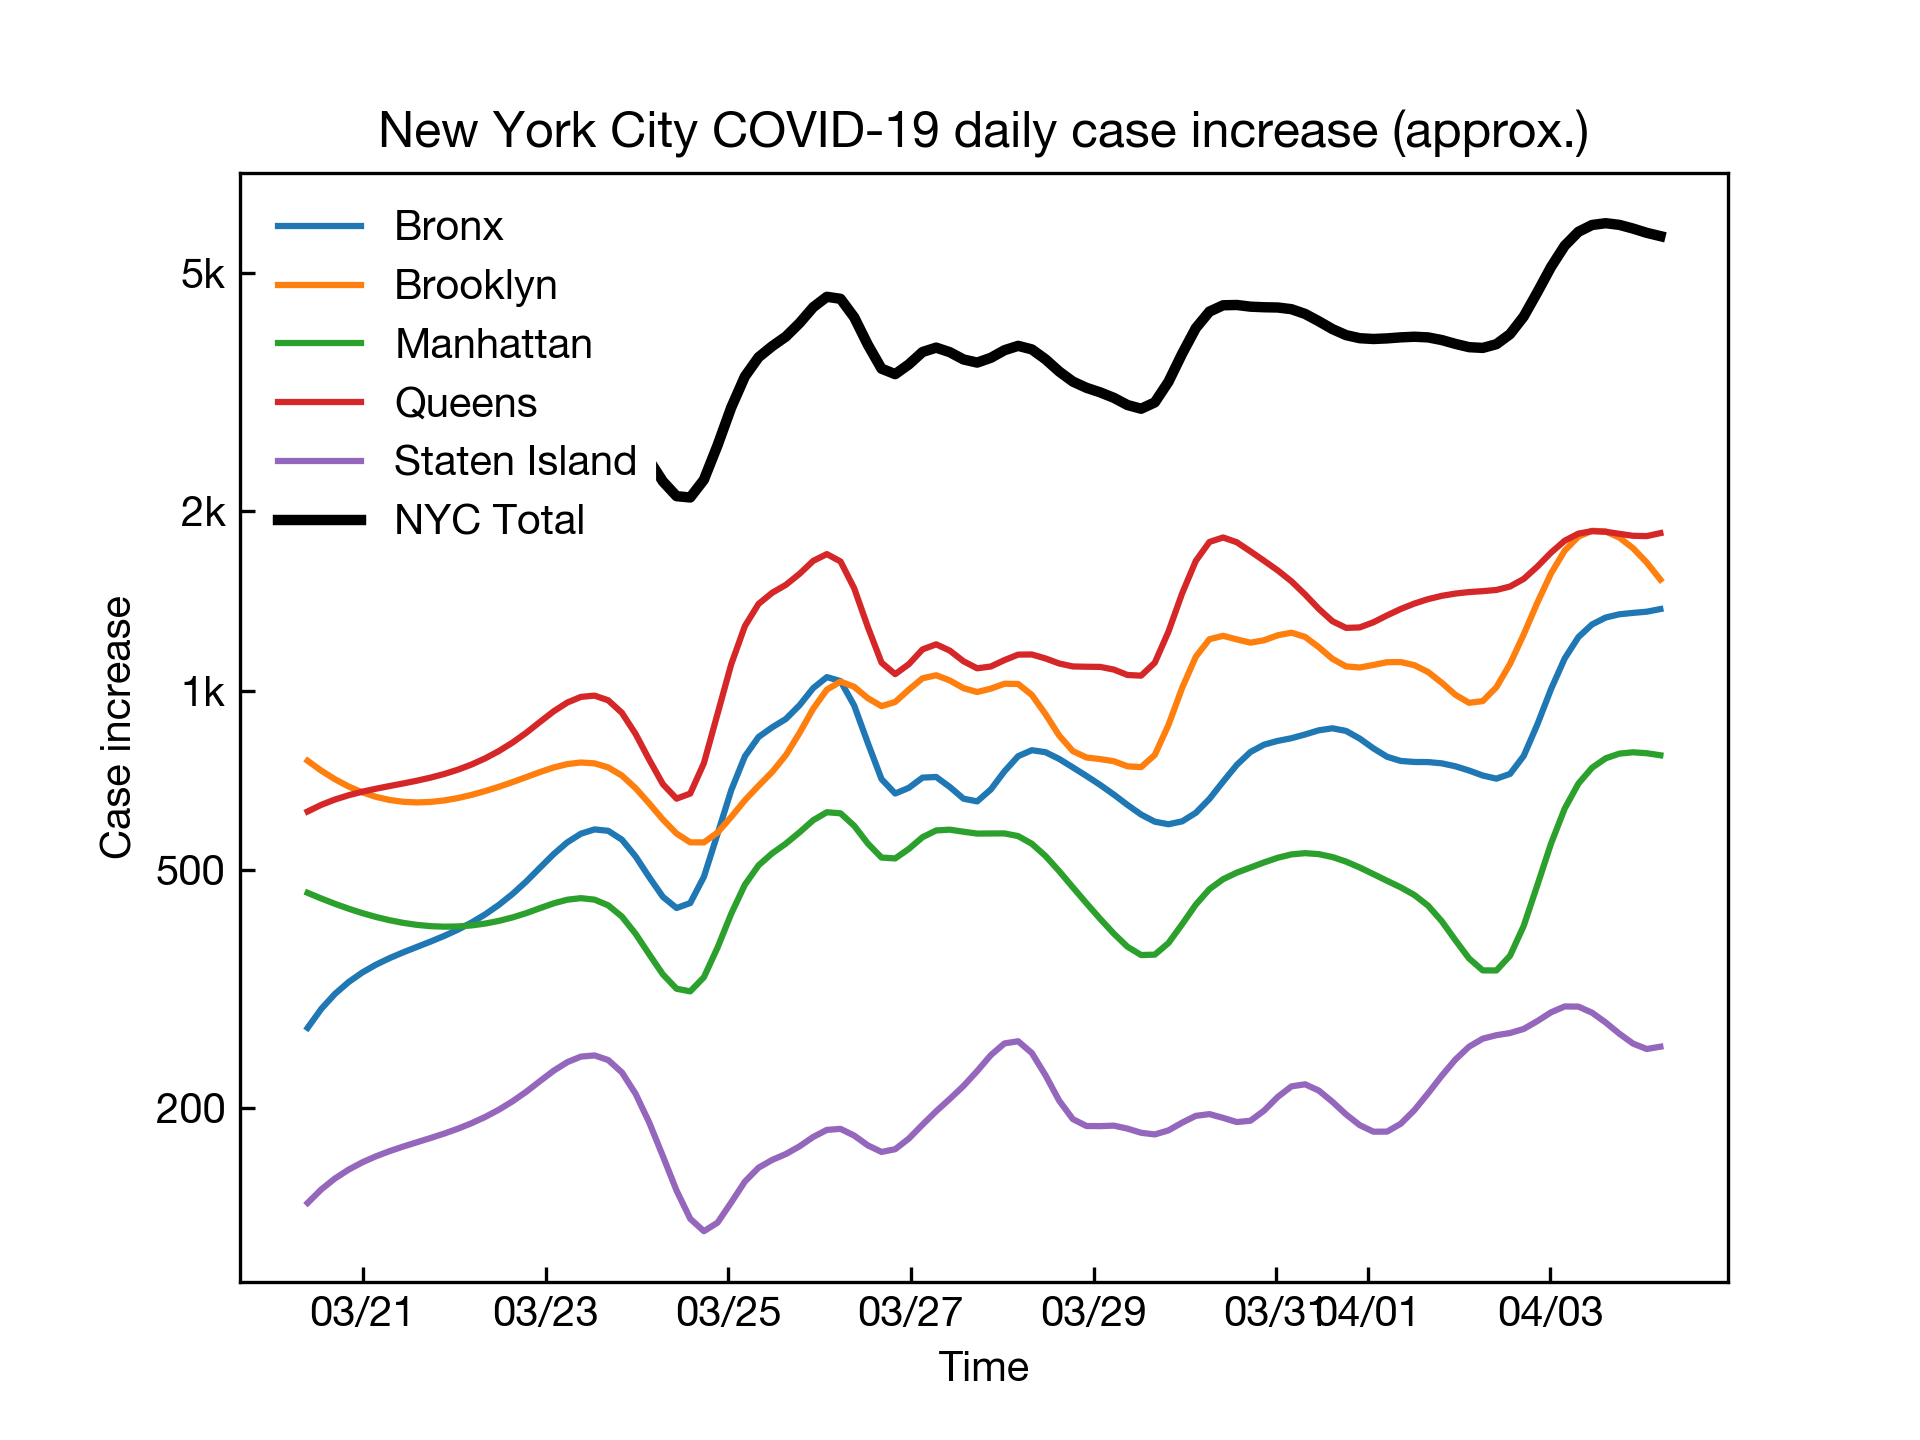 New York City COVID-19 daily case increase (approx.)
Bronx
Brooklyn
Manhattan
Queens
Staten Island
NYC Total
5k
2k
1k
500
200
Case increase
03/21 03/23 03/25 03/27 03/29 03/31 04/01 04/03
Time